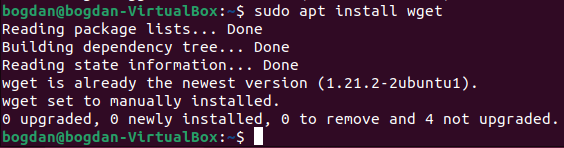 bogdan@bogdan-VirtualBox:~$ sudo apt install wget
Reading package lists... Done
Building dependency tree... Done
Reading state information... Done
wget is already the newest version (1.21.2-2ubuntu1).
wget set to manually installed.
0 upgraded, 0 newly installed, 0 to remove and 4 not upgraded.
bogdan@bogdan-VirtualBox:~$